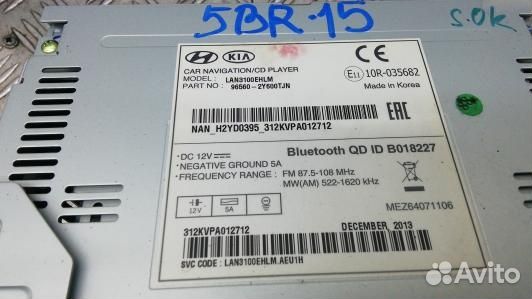 5BR-15
S.OK
HYUNDAI KIA
CE
CAR NAVIGATION/CD PLAYER
MODEL : LAN3100EHLM
PART NO : 96560-2Y600TJN
E11 10R-035682
Made in Korea
NAN_H2YD0395_312KVPA012712
EAC
• DC 12V
• NEGATIVE GROUND 5A
• FREQUENCY RANGE : FM 87.5-108 MHz
MW(AM) 522-1620 kHz
Bluetooth QD ID B018227
12V
5A
MEZ64071106
312KVPA012712
DECEMBER, 2013
SVC CODE : LAN3100EHLM.AEU1H
Avito